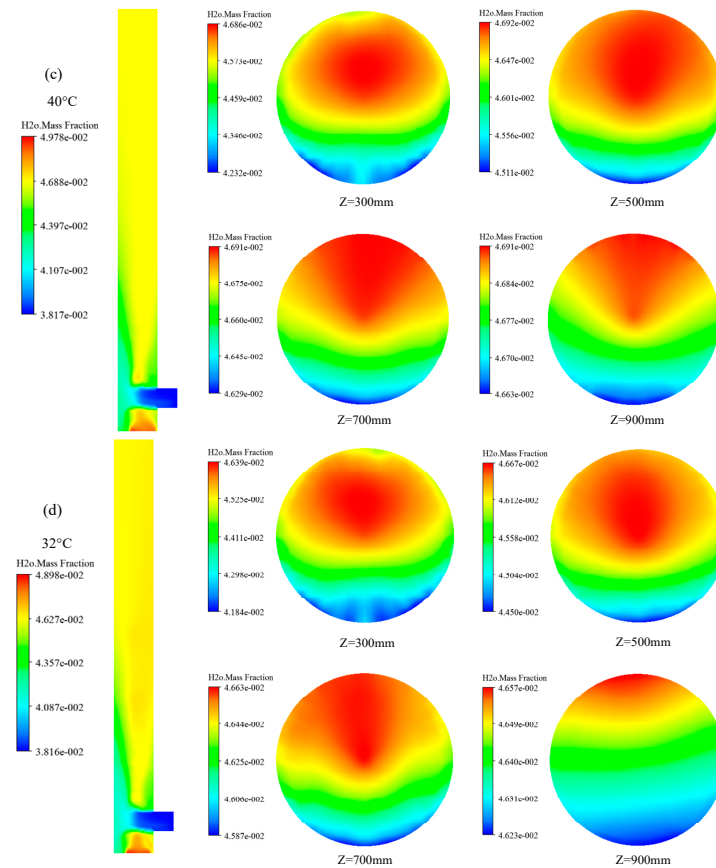 (c)
40°C
H2o.Mass Fraction
4.978e-002
4.688e-002
4.397e-002
4.107e-002
3.817e-002
H2o.Mass Fraction
4.686e-002
4.573e-002
4.459e-002
4.346e-002
4.232e-002
Z=300mm
H2o.Mass Fraction
4.692e-002
4.647e-002
4.601e-002
4.556e-002
4.511e-002
Z=500mm
H2o.Mass Fraction
4.691e-002
4.675e-002
4.660e-002
4.645e-002
4.629e-002
Z=700mm
H2o.Mass Fraction
4.691e-002
4.684e-002
4.677e-002
4.670e-002
4.663e-002
Z=900mm
(d)
32°C
H2o.Mass Fraction
4.898e-002
4.627e-002
4.357e-002
4.087e-002
3.816e-002
H2o.Mass Fraction
4.639e-002
4.525e-002
4.411e-002
4.298e-002
4.184e-002
Z=300mm
H2o.Mass Fraction
4.667e-002
4.612e-002
4.558e-002
4.504e-002
4.450e-002
Z=500mm
H2o.Mass Fraction
4.663e-002
4.644e-002
4.625e-002
4.606e-002
4.587e-002
Z=700mm
H2o.Mass Fraction
4.657e-002
4.649e-002
4.640e-002
4.631e-002
4.623e-002
Z=900mm